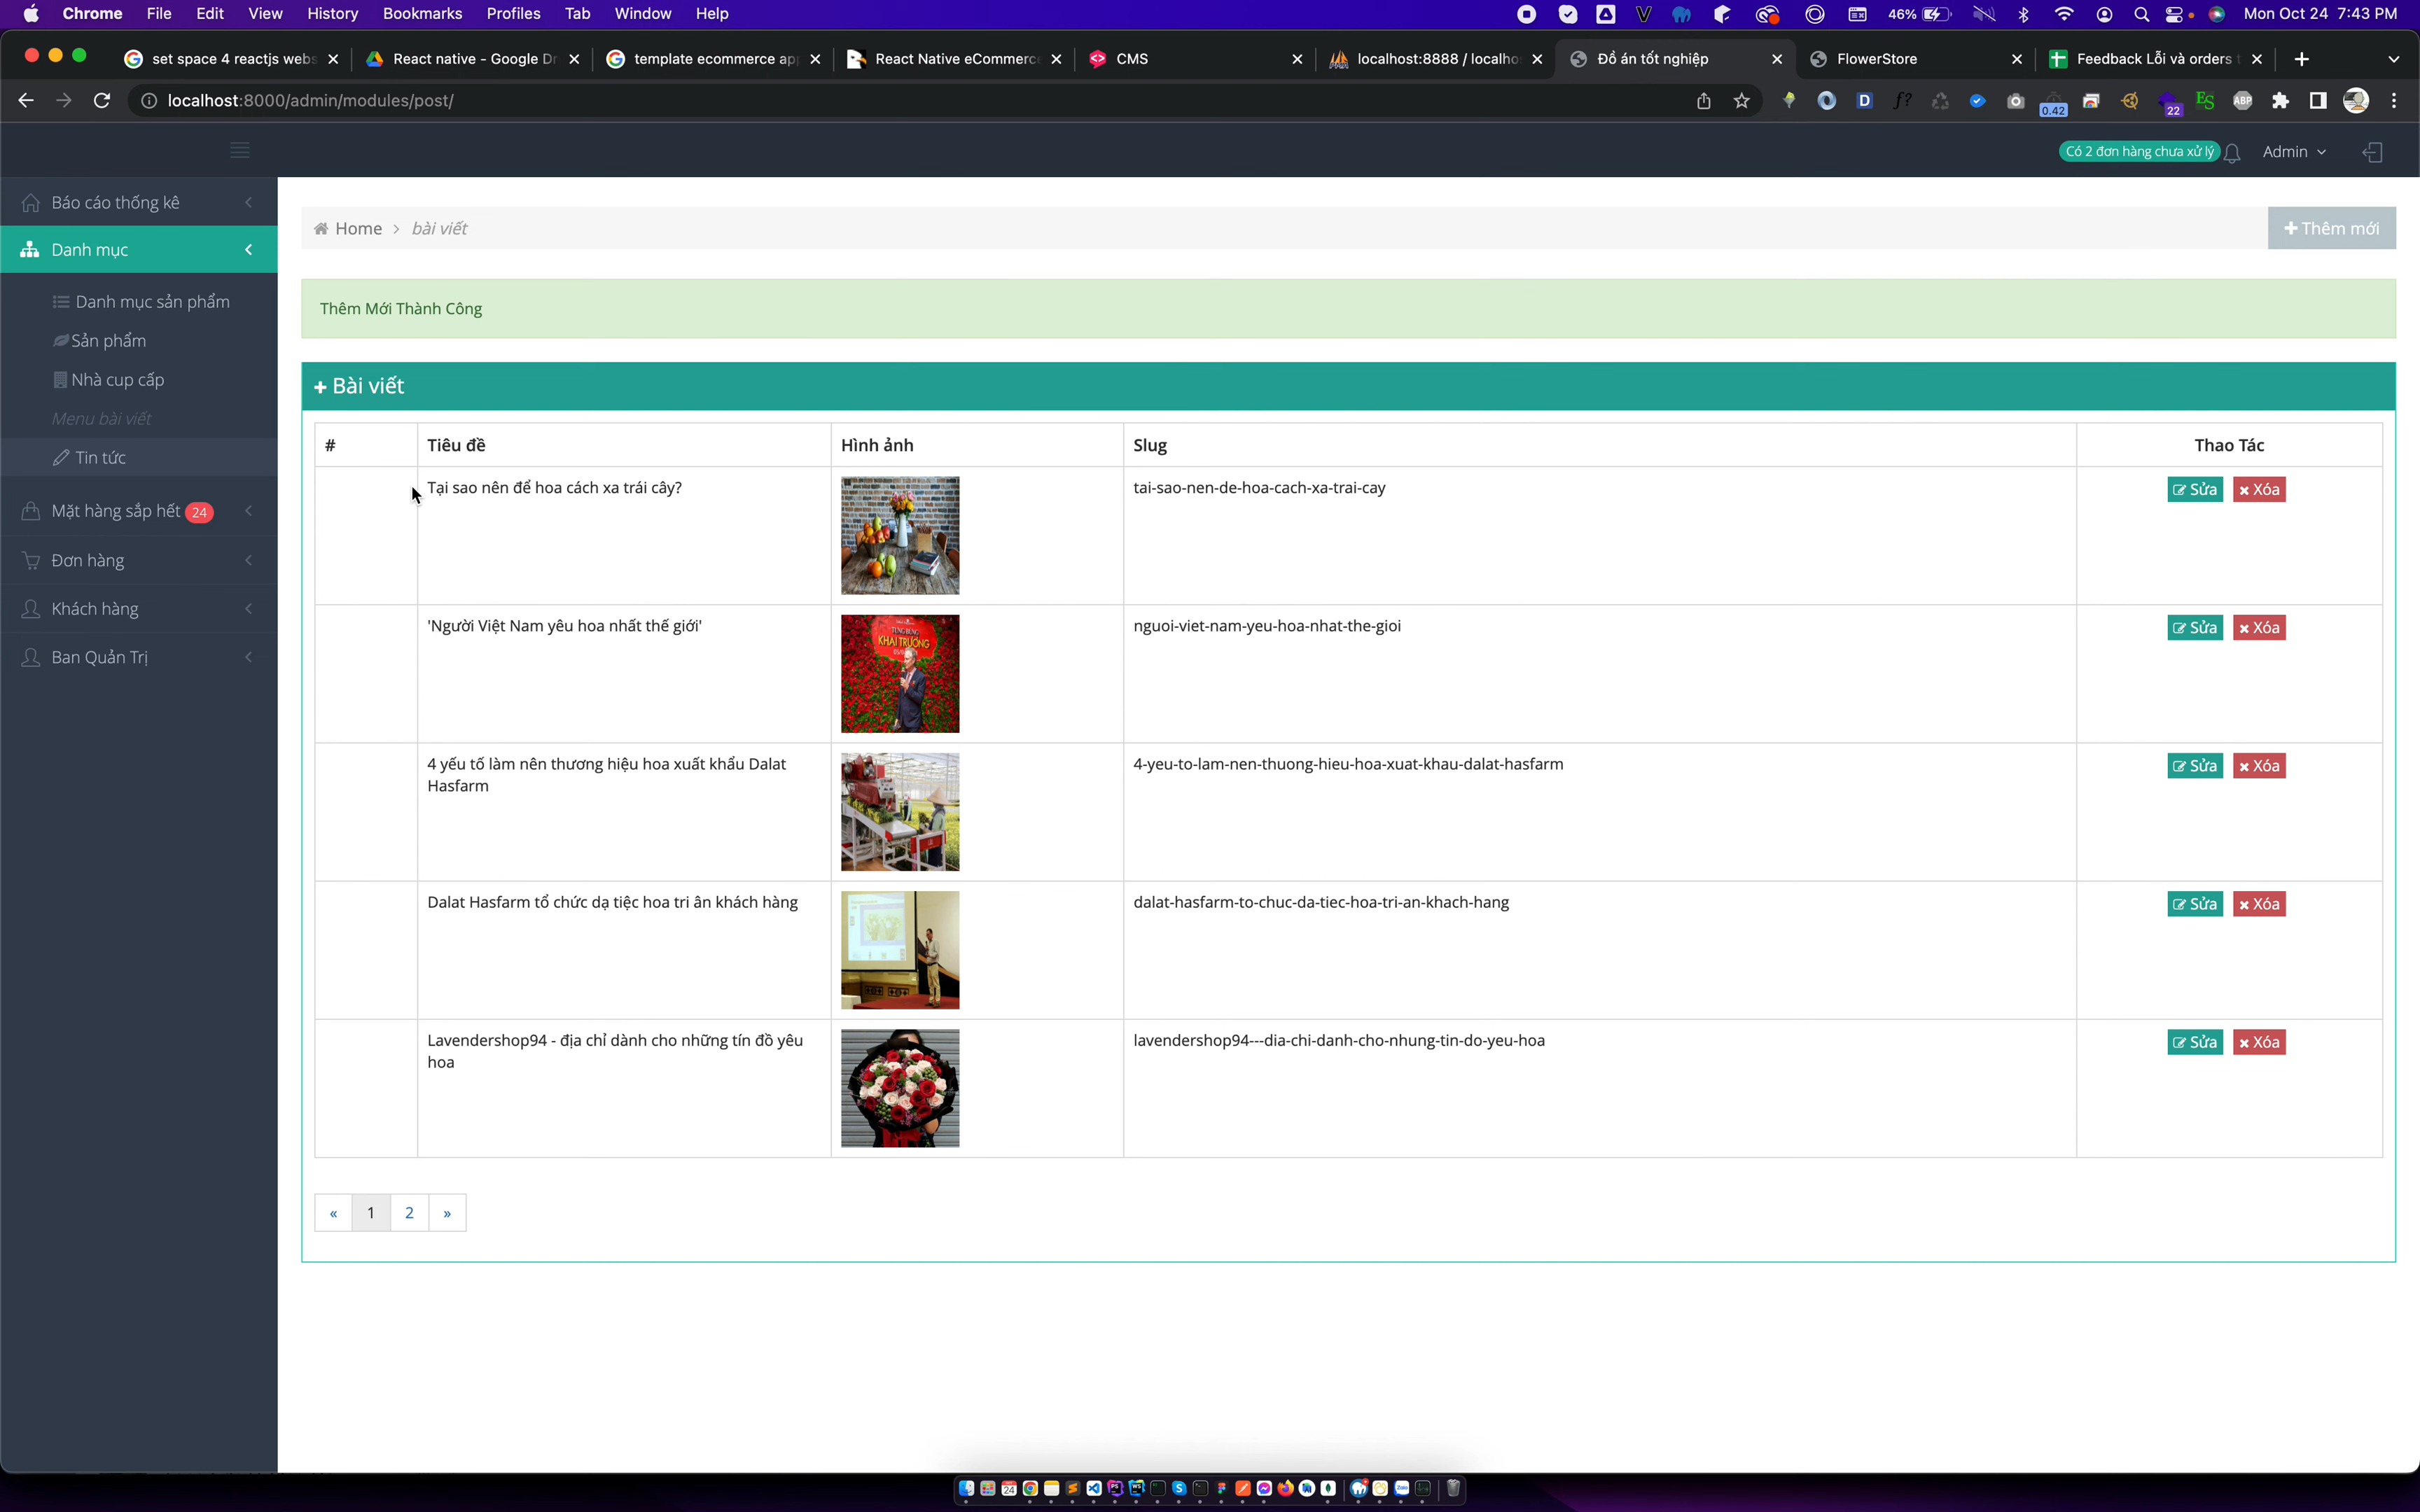 Chrome File Edit View History Bookmarks Profiles Tab Window Help 46% Mon Oct 24 7:43 PM
set space 4 reactjs webs React native - Google Dr template ecommerce ap React Native eCommerc CMS localhost:8888 / localho Đồ án tốt nghiệp FlowerStore Feedback Lỗi và orders t
localhost:8000/admin/modules/post/ 0.42 22 ABP
Có 2 đơn hàng chưa xử lý Admin
Báo cáo thống kê
Danh mục
Danh mục sản phẩm
Sản phẩm
Nhà cup cấp
Menu bài viết
Tin tức
Mặt hàng sắp hết 24
Đơn hàng
Khách hàng
Ban Quản Trị
Home > bài viết
Thêm mới
Thêm Mới Thành Công
Bài viết
# Tiêu đề Hình ảnh Slug Thao Tác
Tại sao nên để hoa cách xa trái cây? tai-sao-nen-de-hoa-cach-xa-trai-cay Sửa Xóa
'Người Việt Nam yêu hoa nhất thế giới' nguoi-viet-nam-yeu-hoa-nhat-the-gioi Sửa Xóa
TƯNG BỪNG
KHAI TRƯƠNG
4 yếu tố làm nên thương hiệu hoa xuất khẩu Dalat 4-yeu-to-lam-nen-thuong-hieu-hoa-xuat-khau-dalat-hasfarm Sửa Xóa
Hasfarm
Dalat Hasfarm tổ chức dạ tiệc hoa tri ân khách hàng dalat-hasfarm-to-chuc-da-tiec-hoa-tri-an-khach-hang Sửa Xóa
Lavendershop94 - địa chỉ dành cho những tín đồ yêu lavendershop94---dia-chi-danh-cho-nhung-tin-do-yeu-hoa Sửa Xóa
hoa
« 1 2 »